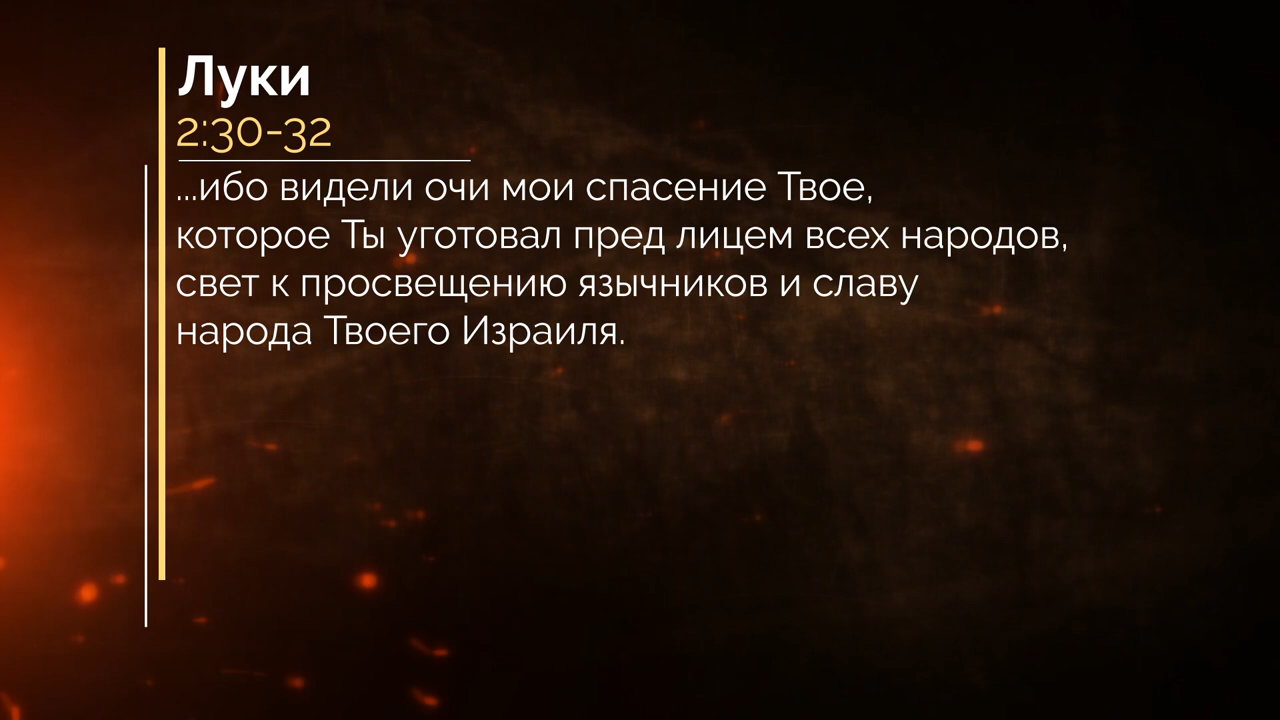 Луки
2:30-32
...ибо видели очи мои спасение Твое,
которое Ты уготовал пред лицем всех народов,
свет к просвещению язычников и славу
народа Твоего Израиля.